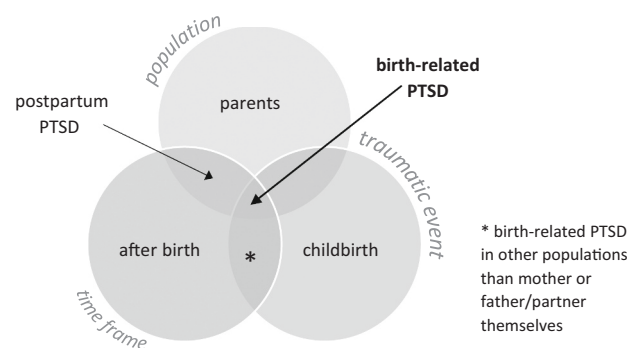 population
birth-related
PTSD
postpartum
PTSD
parents
traumatic event
after birth
*
childbirth
time frame
* birth-related PTSD
in other populations
than mother or
father/partner
themselves